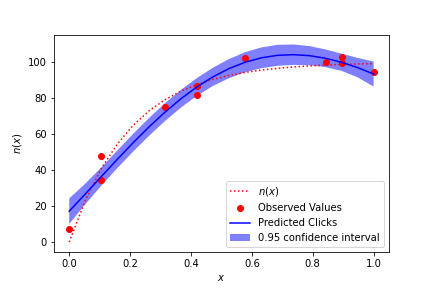 100
80
60
40
20
0
n(x)
n(x)
Observed Values
Predicted Clicks
0.95 confidence interval
0.0 0.2 0.4 0.6 0.8 1.0
x